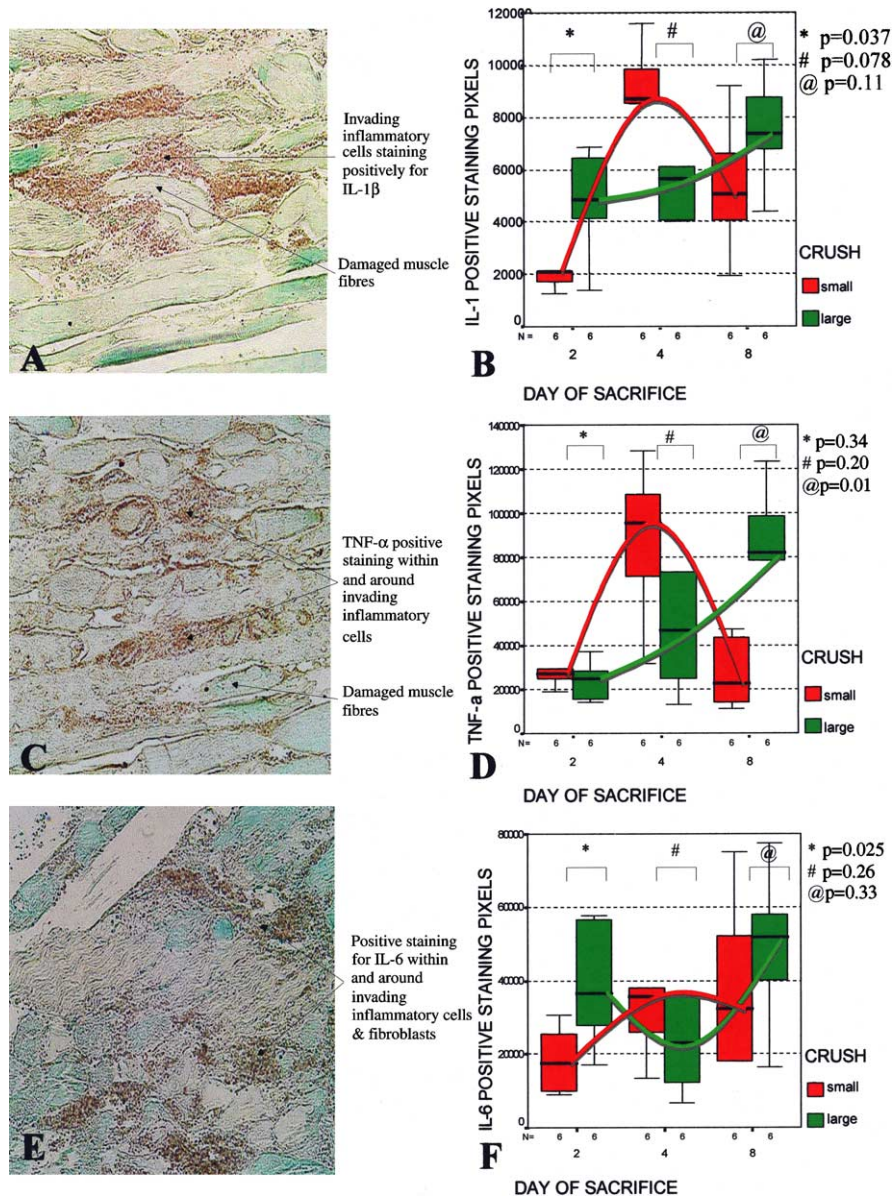 Invading
inflammatory
cells staining
positively for
IL-1β
Damaged muscle
fibres
A
IL-1 POSITIVE STAINING PIXELS
12000
10000
8000
6000
4000
2000
0
* # @
* p=0.037
# p=0.078
@ p=0.11
CRUSH
small
large
N= 6 6 6 6 6 6
2 4 8
B
DAY OF SACRIFICE
TNF-α positive
staining within
and around
invading
inflammatory
cells
Damaged muscle
fibres
C
TNF-a POSITIVE STAINING PIXELS
140000
120000
100000
80000
60000
40000
20000
0
* # @
* p=0.34
# p=0.20
@p=0.01
CRUSH
small
large
N= 6 6 6 6 6 6
2 4 8
D
DAY OF SACRIFICE
Positive staining
for IL-6 within
and around
invading
inflammatory cells
& fibroblasts
E
IL-6 POSITIVE STAINING PIXELS
80000
60000
40000
20000
0
* # @
* p=0.025
# p=0.26
@p=0.33
CRUSH
small
large
N= 6 6 6 6 6 6
2 4 8
F
DAY OF SACRIFICE